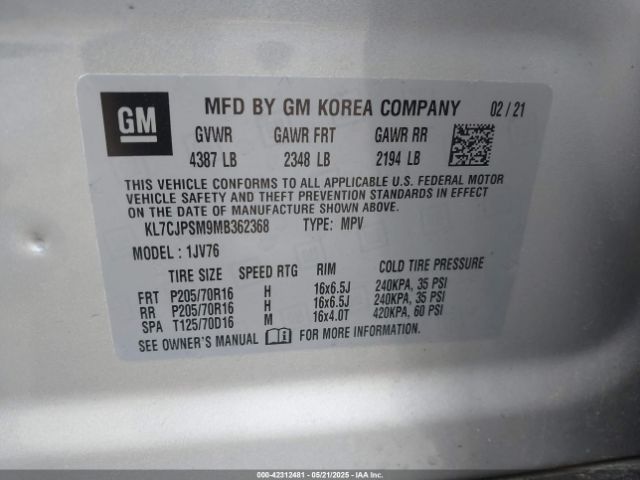 GM
MFD BY GM KOREA COMPANY 02 / 21
GVWR GAWR FRT GAWR RR
4387 LB 2348 LB 2194 LB
THIS VEHICLE CONFORMS TO ALL APPLICABLE U.S. FEDERAL MOTOR
VEHICLE SAFETY AND THEFT PREVENTION STANDARDS IN EFFECT
ON THE DATE OF MANUFACTURE SHOWN ABOVE.
KL7CJPSM9MB362368 TYPE: MPV
MODEL : 1JV76
TIRE SIZE SPEED RTG RIM COLD TIRE PRESSURE
FRT P205/70R16 H 16x6.5J 240KPA, 35 PSI
RR P205/70R16 H 16x6.5J 240KPA, 35 PSI
SPA T125/70D16 M 16x4.0T 420KPA, 60 PSI
SEE OWNER'S MANUAL i FOR MORE INFORMATION.
000-42312481 - 05/21/2025 - IAA, Inc.